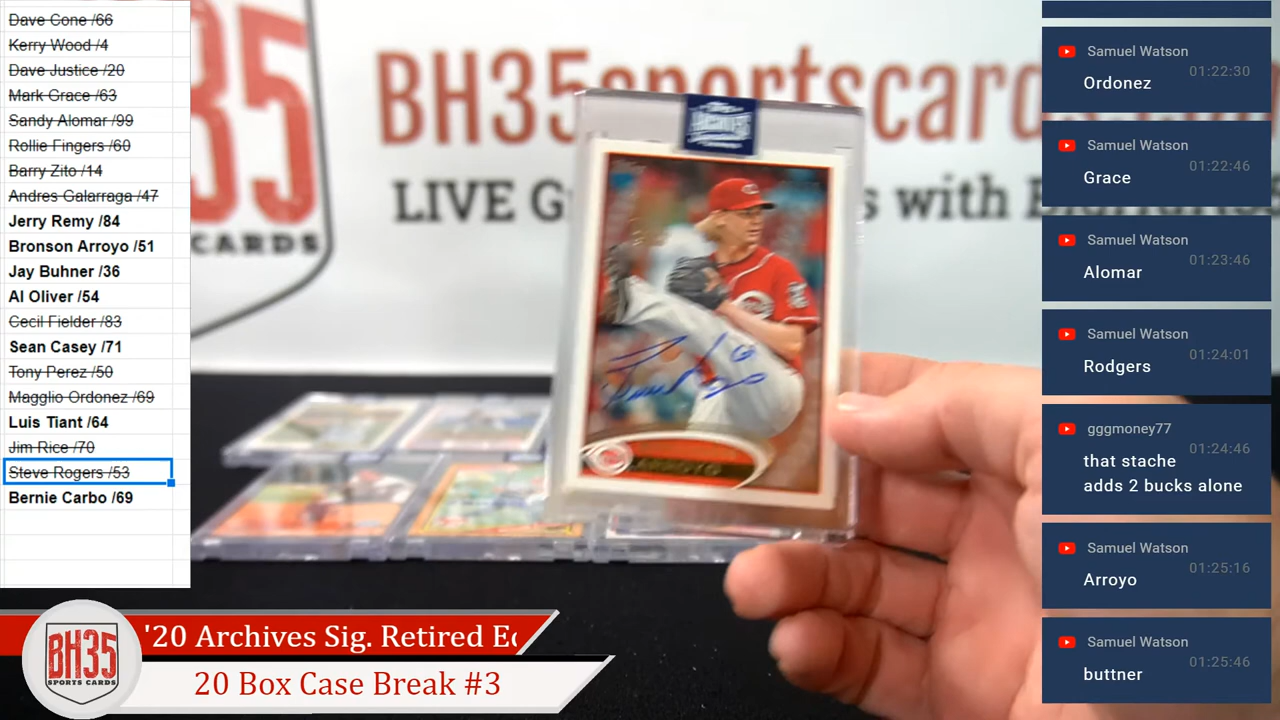 Dave Cone /66
Kerry Wood /4
Dave Justice /20
Mark Grace /63
Sandy Alomar /99
Rollie Fingers /60
Barry Zito /14
Andres Galarraga /47
Jerry Remy /84
Bronson Arroyo /51
Jay Buhner /36
Al Oliver /54
Cecil Fielder /83
Sean Casey /71
Tony Perez /50
Magglio Ordonez /69
Luis Tiant /64
Jim Rice /70
Steve Rogers /53
Bernie Carbo /69
35
CARDS
BH35sportscard
LIVE G
s with
ARCHIVES
ARROYO
Samuel Watson
01:22:30
Ordonez
Samuel Watson
01:22:46
Grace
Samuel Watson
01:23:46
Alomar
Samuel Watson
01:24:01
Rodgers
gggmoney77
01:24:46
that stache
adds 2 bucks alone
Samuel Watson
01:25:16
Arroyo
Samuel Watson
01:25:46
buttner
BH35
SPORTS CARDS
'20 Archives Sig. Retired Ec
20 Box Case Break #3